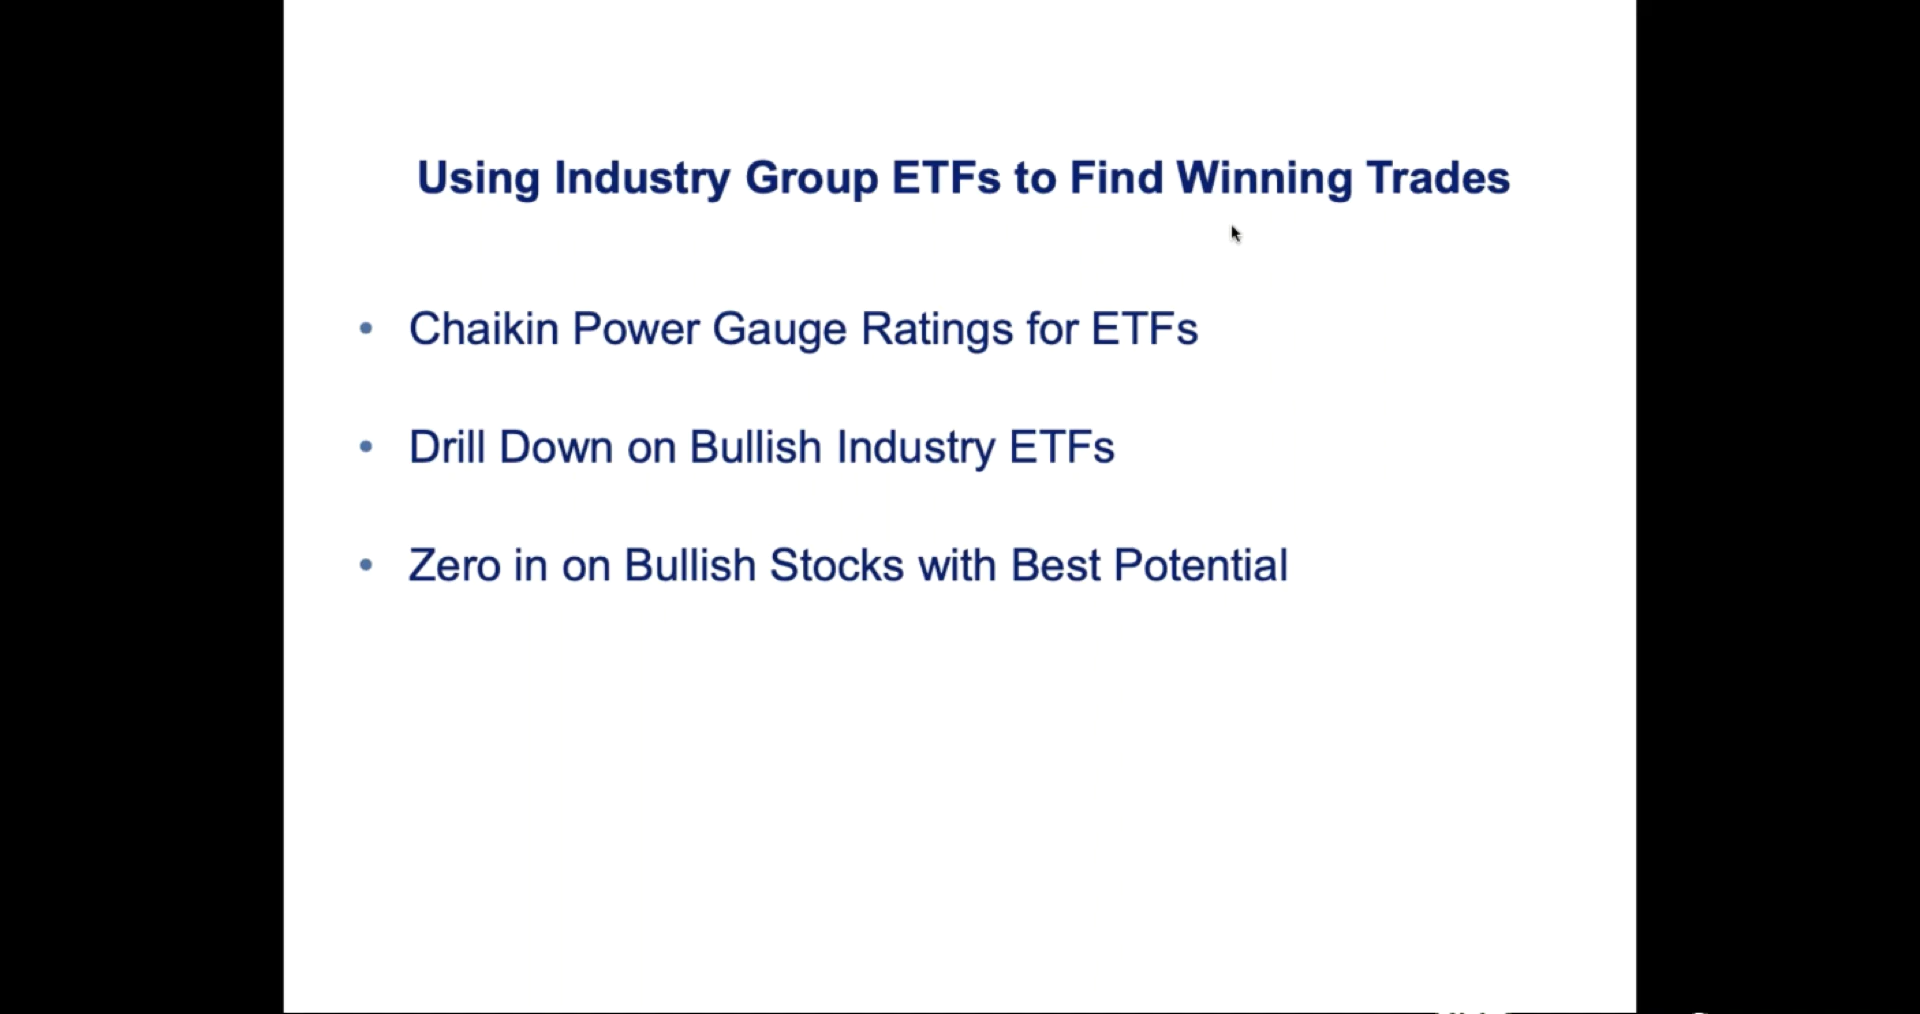 Using Industry Group ETFs to Find Winning Trades
• Chaikin Power Gauge Ratings for ETFs
• Drill Down on Bullish Industry ETFs
• Zero in on Bullish Stocks with Best Potential